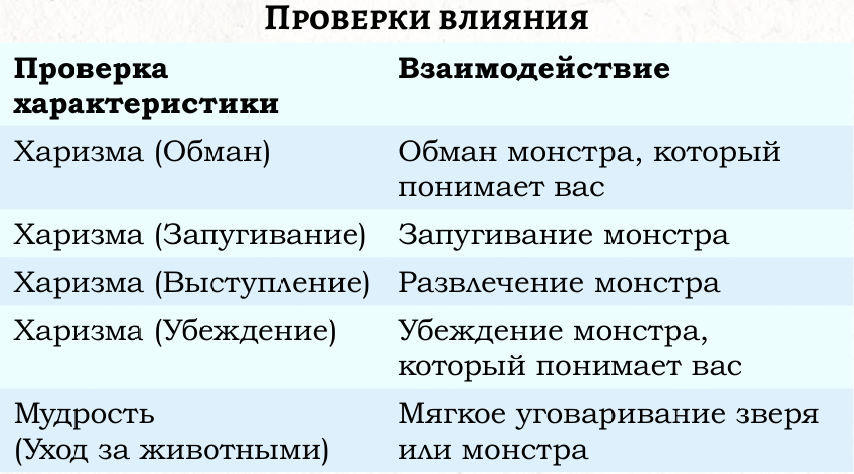 Проверки влияния
Проверка характеристики Взаимодействие
Харизма (Обман) Обман монстра, который понимает вас
Харизма (Запугивание) Запугивание монстра
Харизма (Выступление) Развлечение монстра
Харизма (Убеждение) Убеждение монстра, который понимает вас
Мудрость (Уход за животными) Мягкое уговаривание зверя или монстра